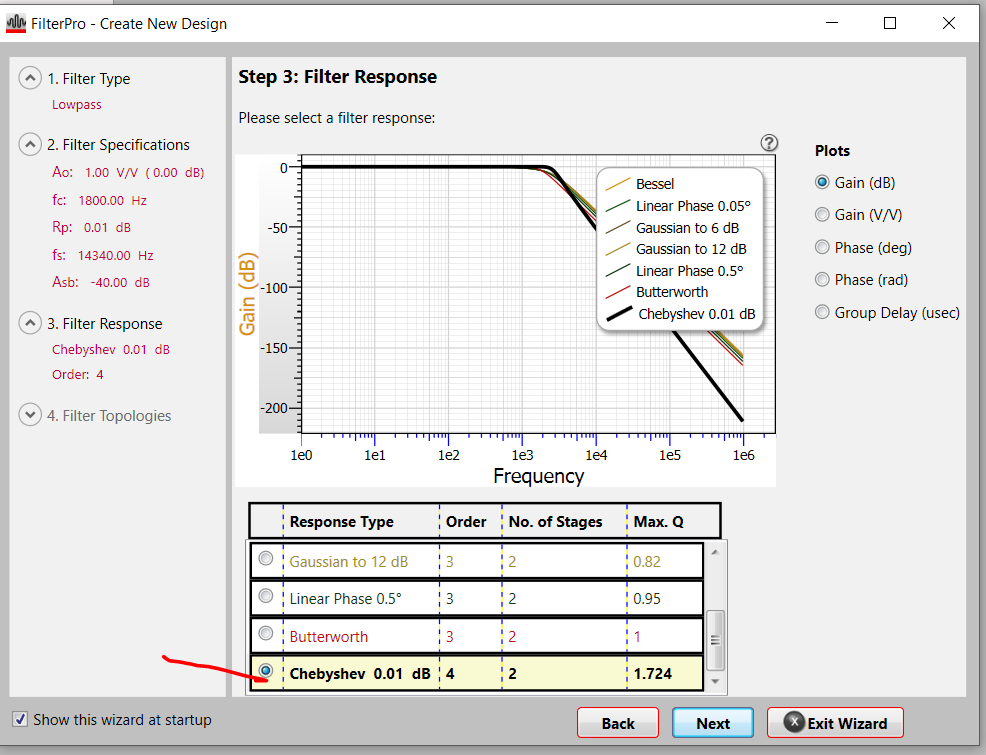 FilterPro - Create New Design
1. Filter Type
Lowpass
2. Filter Specifications
Ao: 1.00 V/V ( 0.00 dB)
fc: 1800.00 Hz
Rp: 0.01 dB
fs: 14340.00 Hz
Asb: -40.00 dB
3. Filter Response
Chebyshev 0.01 dB
Order: 4
4. Filter Topologies
Step 3: Filter Response
Please select a filter response:
?
Gain (dB)
0
-50
-100
-150
-200
1e0 1e1 1e2 1e3 1e4 1e5 1e6
Frequency
Bessel
Linear Phase 0.05°
Gaussian to 6 dB
Gaussian to 12 dB
Linear Phase 0.5°
Butterworth
Chebyshev 0.01 dB
Plots
Gain (dB)
Gain (V/V)
Phase (deg)
Phase (rad)
Group Delay (usec)
Response Type Order No. of Stages Max. Q
Gaussian to 12 dB 3 2 0.82
Linear Phase 0.5° 3 2 0.95
Butterworth 3 2 1
Chebyshev 0.01 dB 4 2 1.724
Show this wizard at startup
Back Next Exit Wizard